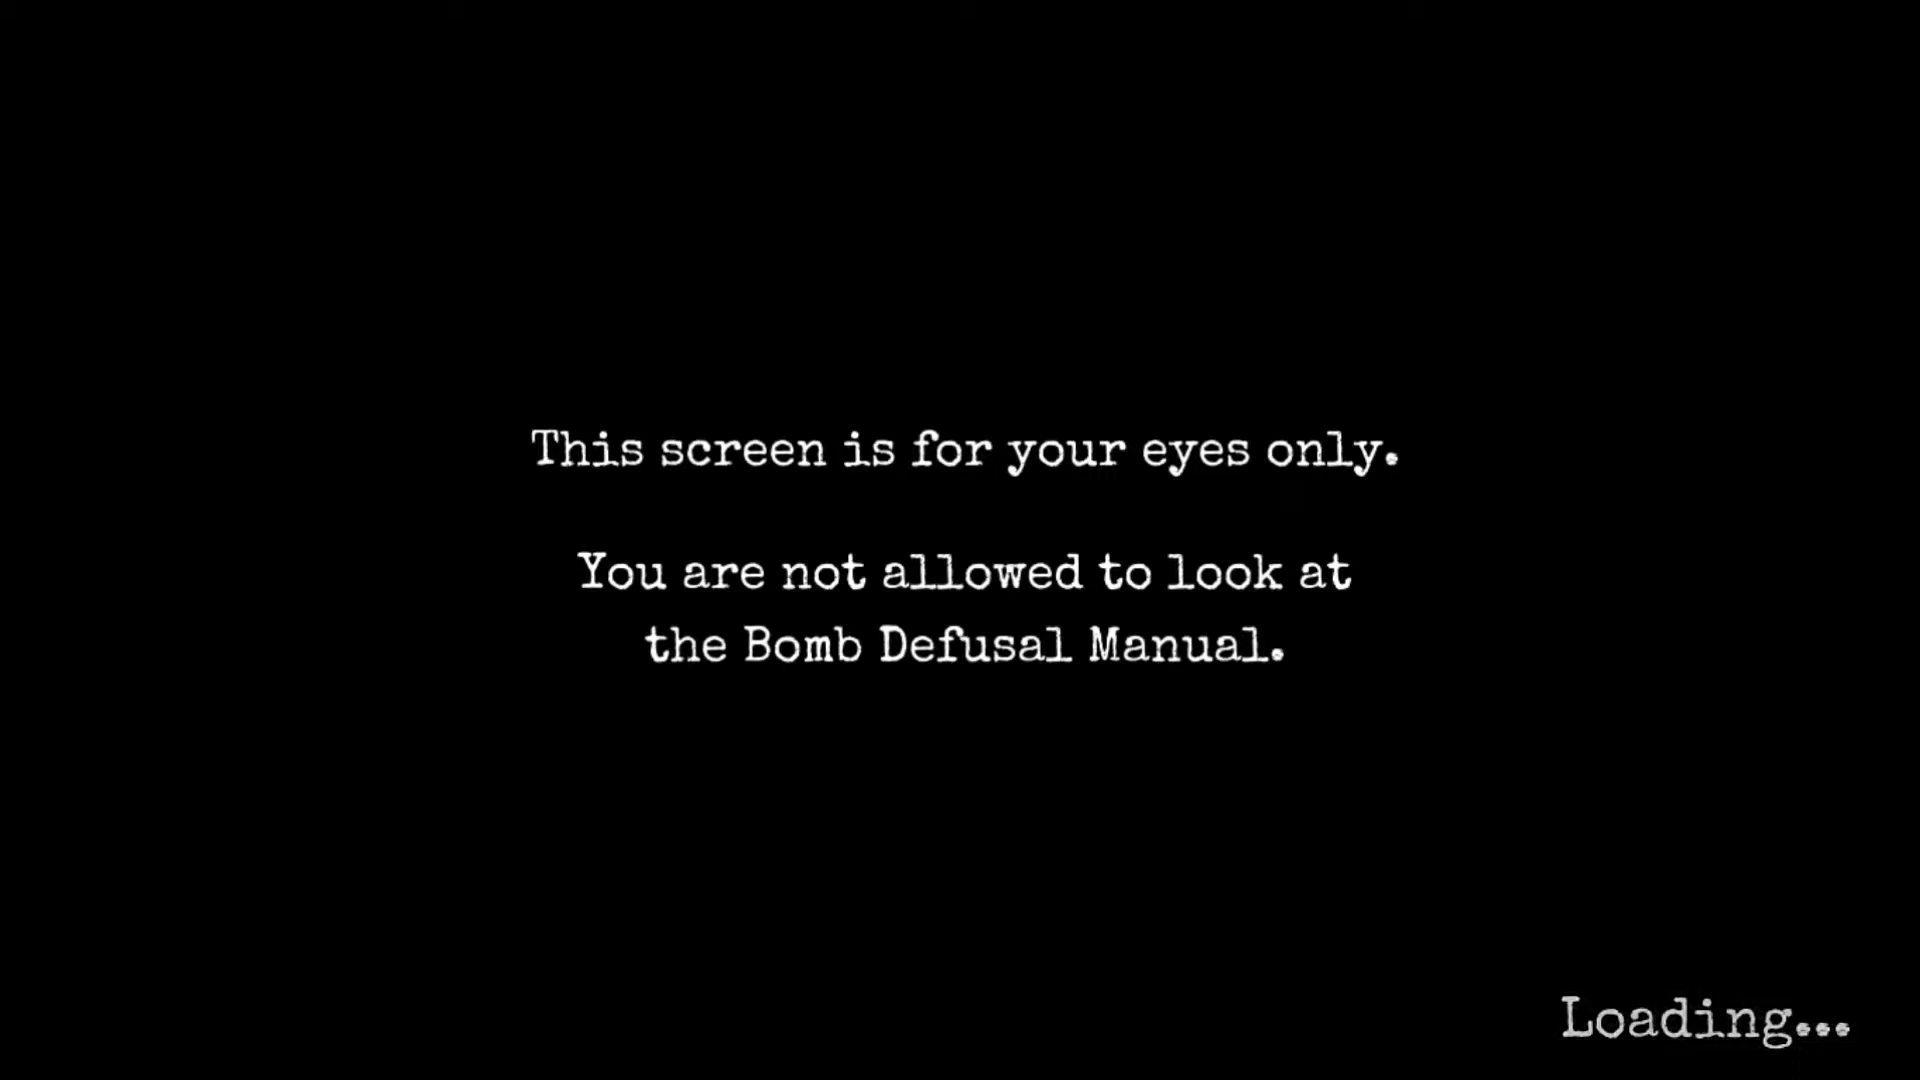 This screen is for your eyes only.
You are not allowed to look at
the Bomb Defusal Manual.
Loading...